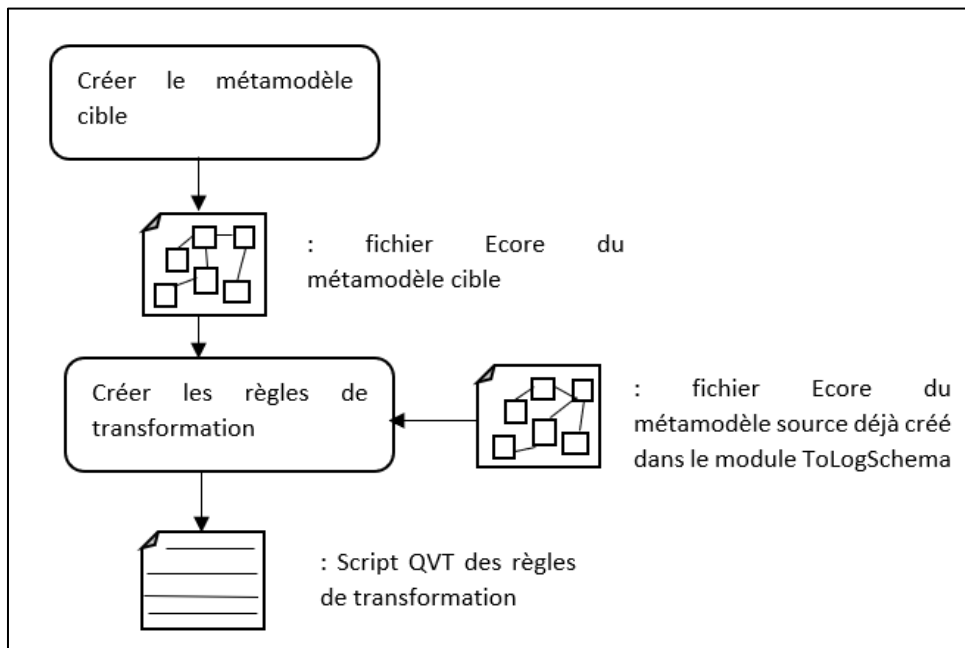 Créer le métamodèle
cible
: fichier Ecore du
métamodèle cible
Créer les règles de
transformation
: fichier Ecore du
métamodèle source déjà créé
dans le module ToLogSchema
: Script QVT des règles
de transformation